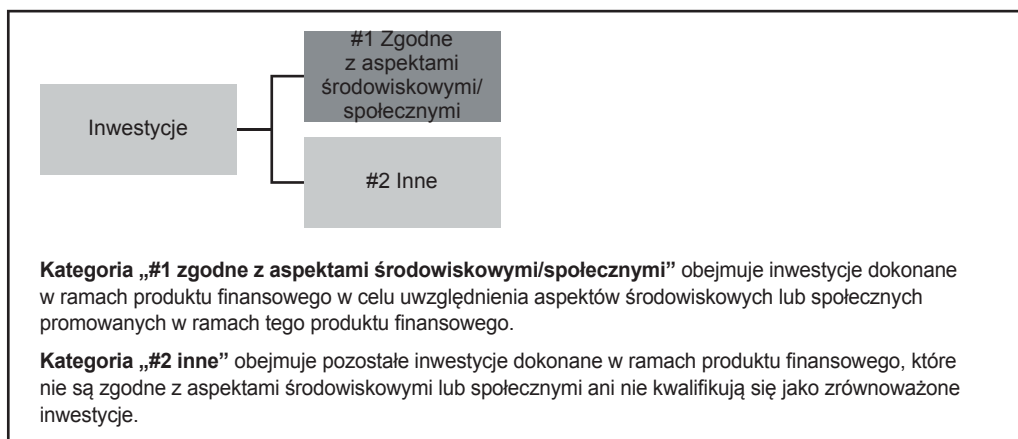 #1 Zgodne
z aspektami
środowiskowymi/
społecznymi
Inwestycje
#2 Inne
Kategoria „#1 zgodne z aspektami środowiskowymi/społecznymi” obejmuje inwestycje dokonane
w ramach produktu finansowego w celu uwzględnienia aspektów środowiskowych lub społecznych
promowanych w ramach tego produktu finansowego.
Kategoria „#2 inne” obejmuje pozostałe inwestycje dokonane w ramach produktu finansowego, które
nie są zgodne z aspektami środowiskowymi lub społecznymi ani nie kwalifikują się jako zrównoważone
inwestycje.